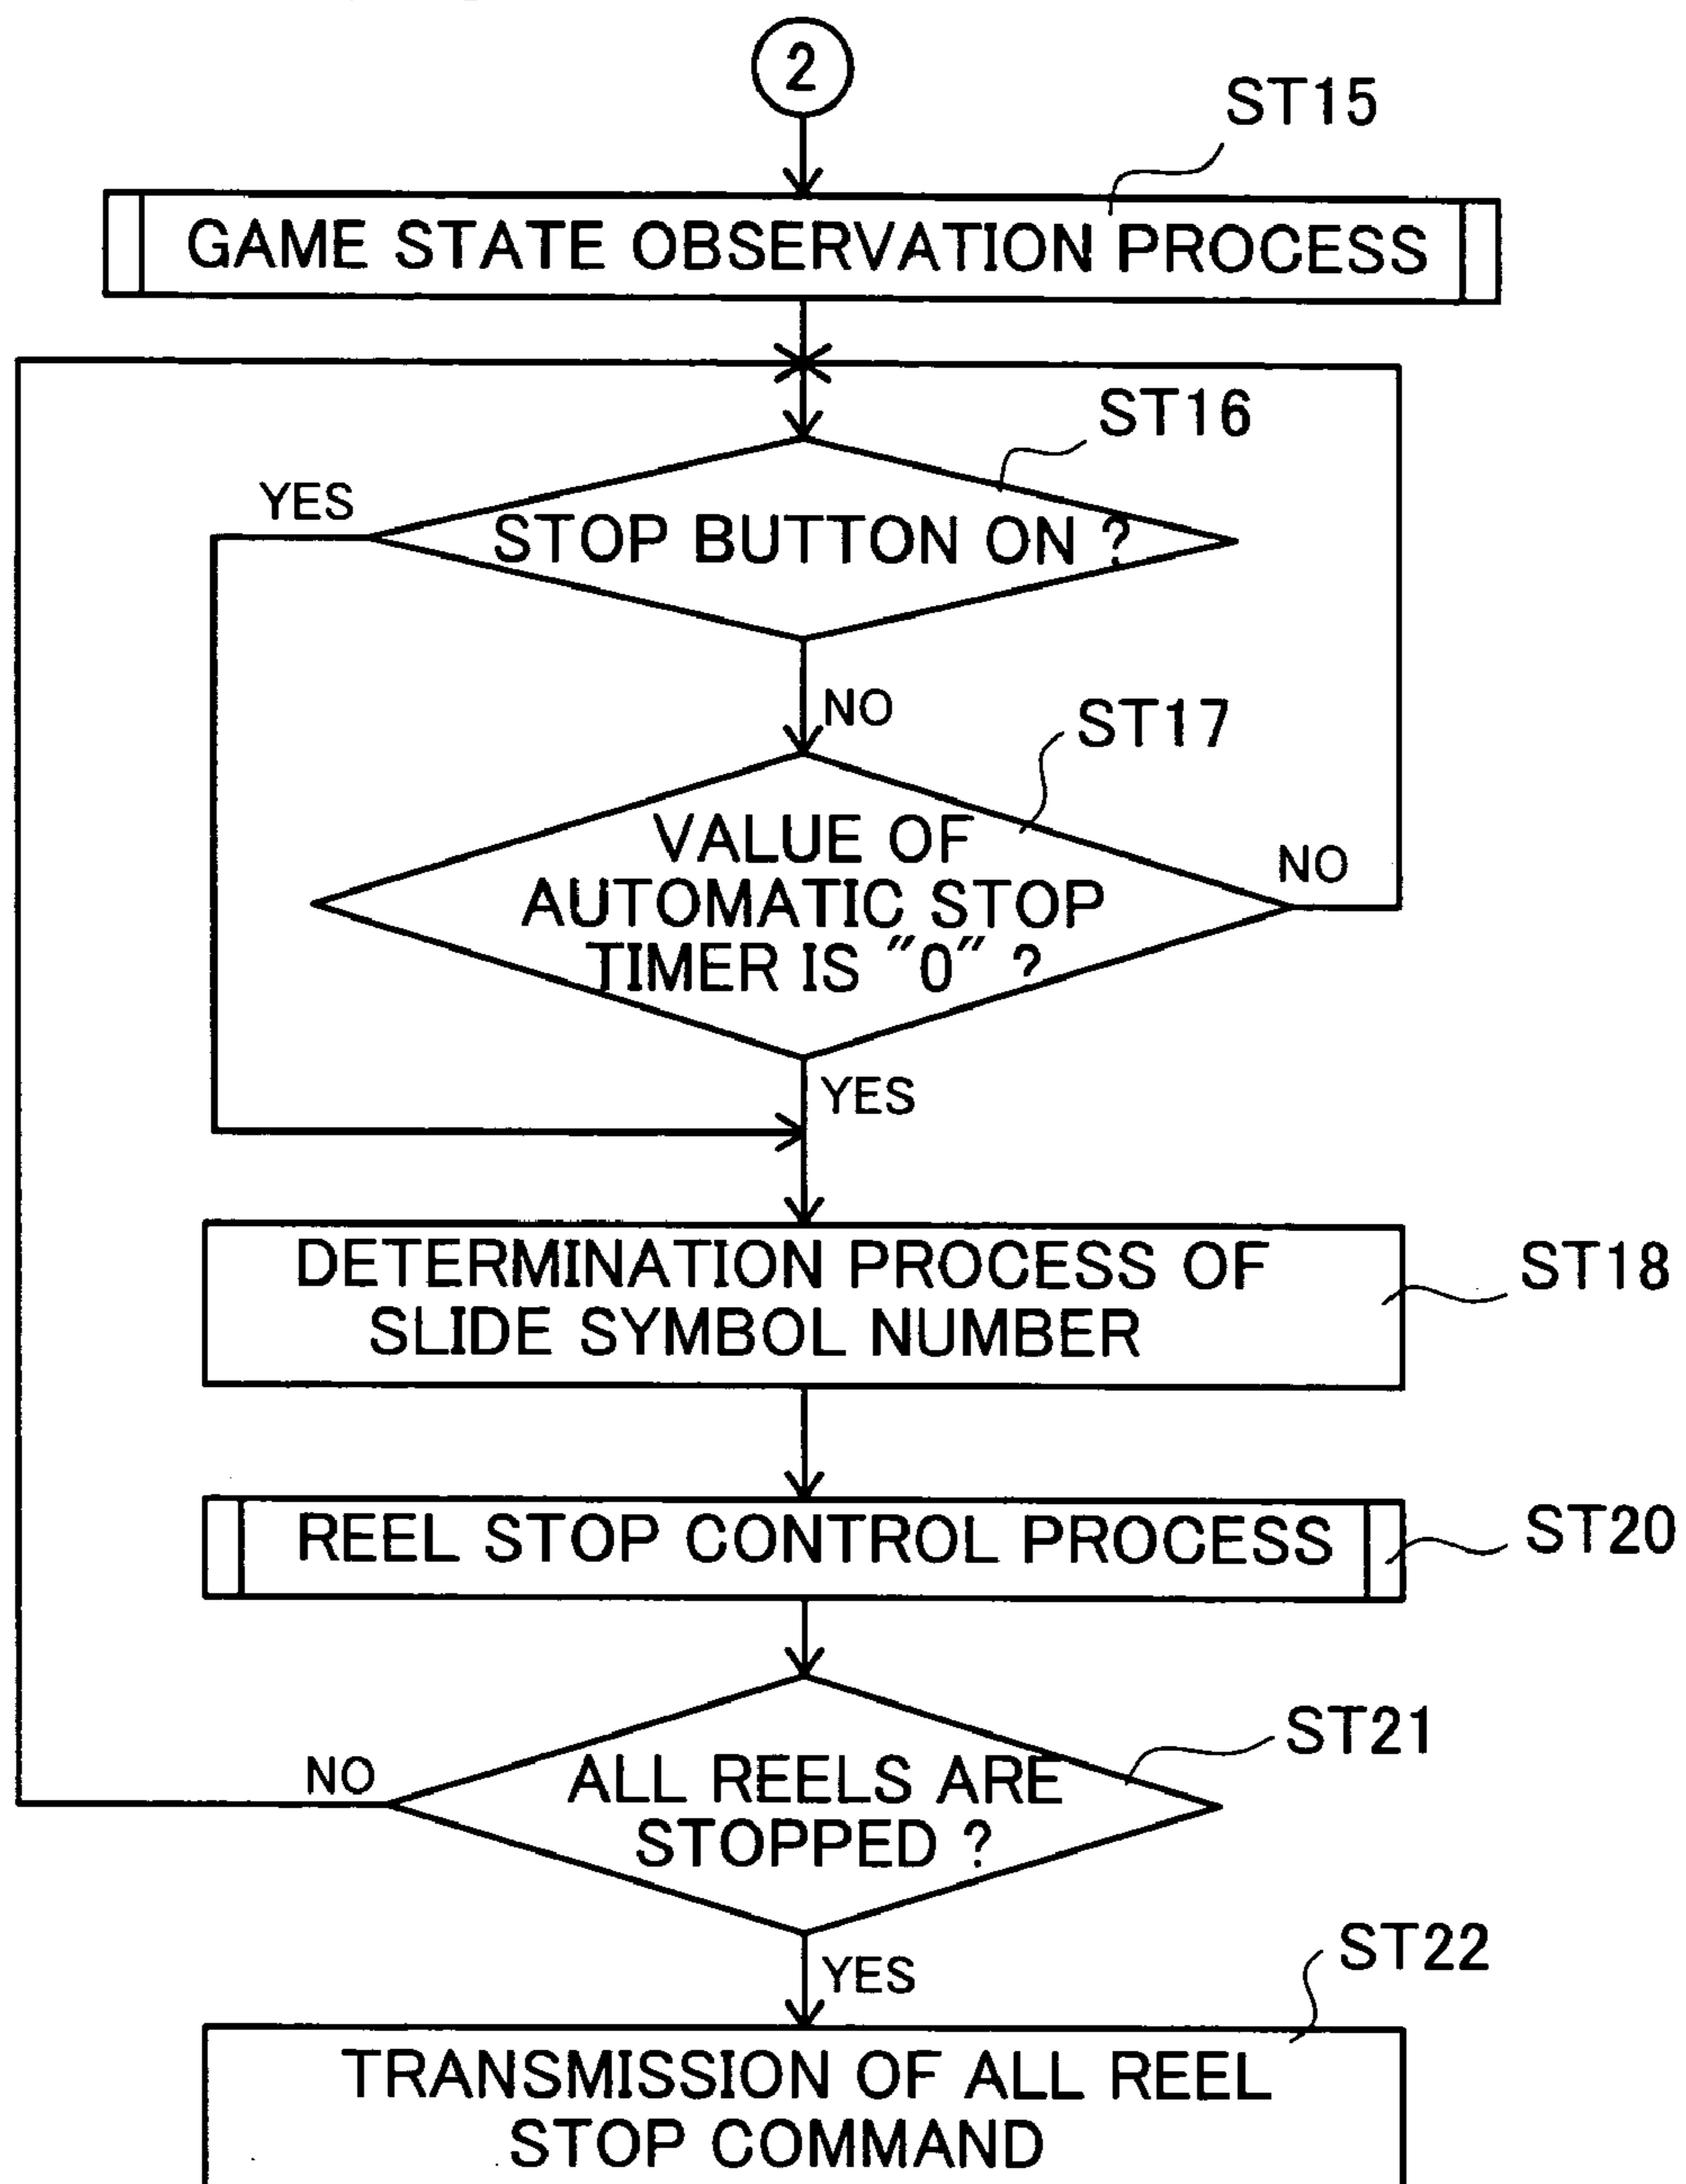 2
ST15
GAME STATE OBSERVATION PROCESS
ST16
YES
STOP BUTTON ON ?
NO
ST17
VALUE OF
AUTOMATIC STOP
TIMER IS "0" ?
NO
YES
DETERMINATION PROCESS OF
SLIDE SYMBOL NUMBER
ST18
REEL STOP CONTROL PROCESS
ST20
ST21
NO
ALL REELS ARE
STOPPED ?
YES
ST22
TRANSMISSION OF ALL REEL
STOP COMMAND